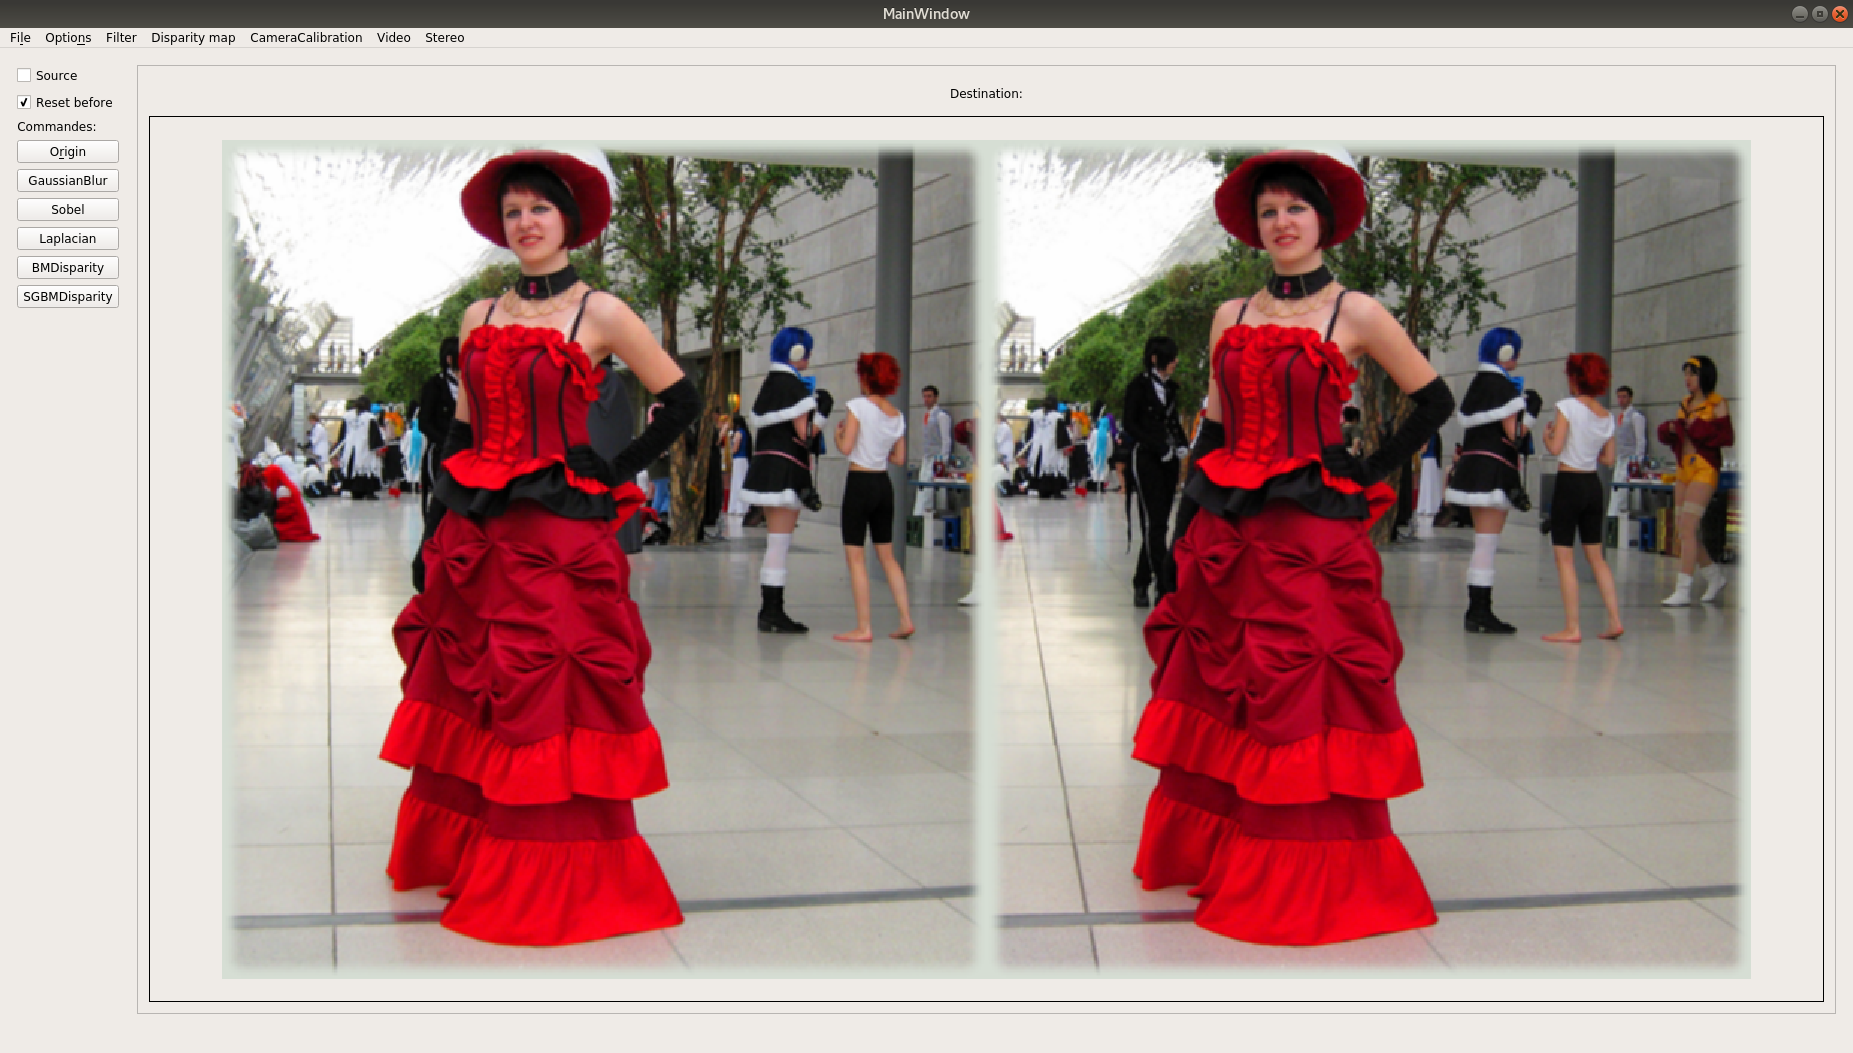 MainWindow
File Options Filter Disparity map CameraCalibration Video Stereo
Source
Reset before
Commandes:
Origin
GaussianBlur
Sobel
Laplacian
BMDisparity
SGBMDisparity
Destination: